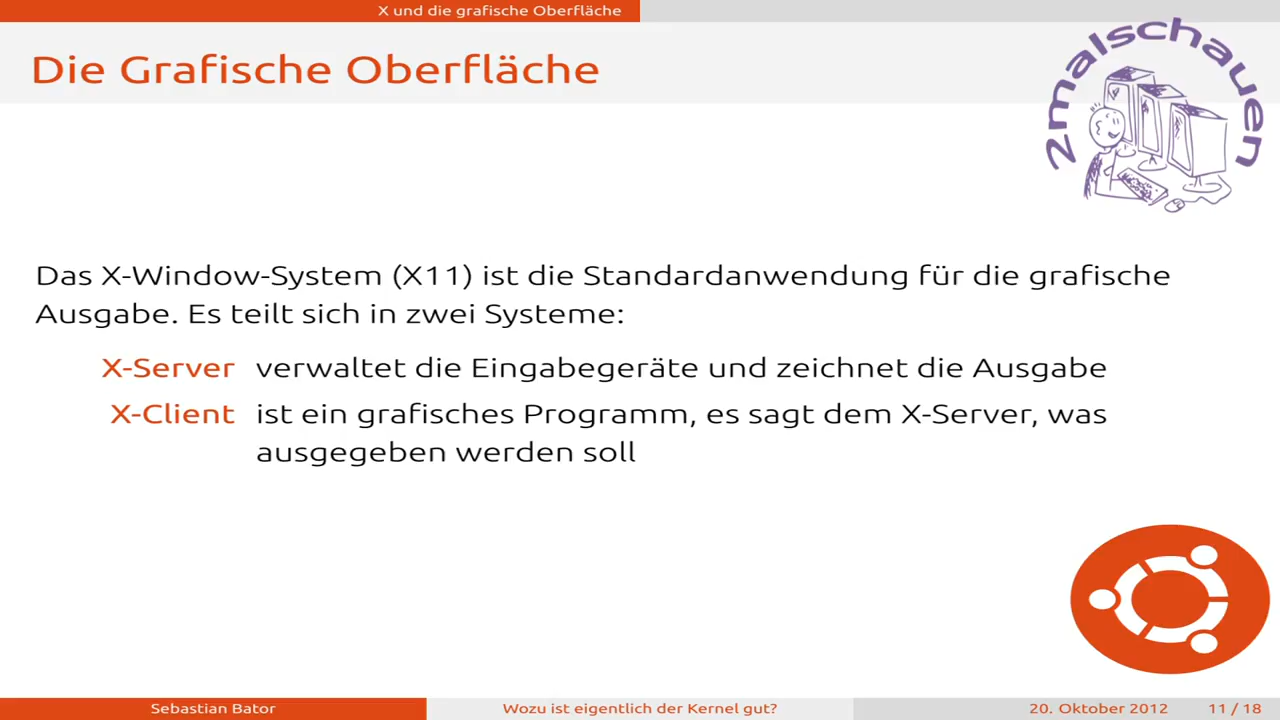 X und die grafische Oberfläche
Die Grafische Oberfläche
2malschauen
Das X-Window-System (X11) ist die Standardanwendung für die grafische
Ausgabe. Es teilt sich in zwei Systeme:
X-Server verwaltet die Eingabegeräte und zeichnet die Ausgabe
X-Client ist ein grafisches Programm, es sagt dem X-Server, was
ausgegeben werden soll
Sebastian Bator Wozu ist eigentlich der Kernel gut? 20. Oktober 2012 11 / 18